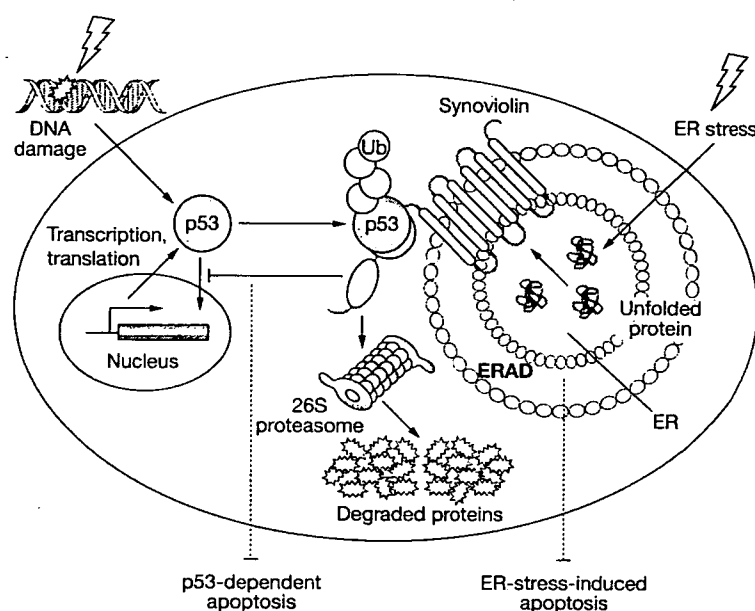 DNA
damage
Synoviolin
ER stress
Ub
p53
p53
Transcription,
translation
Nucleus
Unfolded
protein
ERAD
ER
26S
proteasome
Degraded proteins
p53-dependent
apoptosis
ER-stress-induced
apoptosis